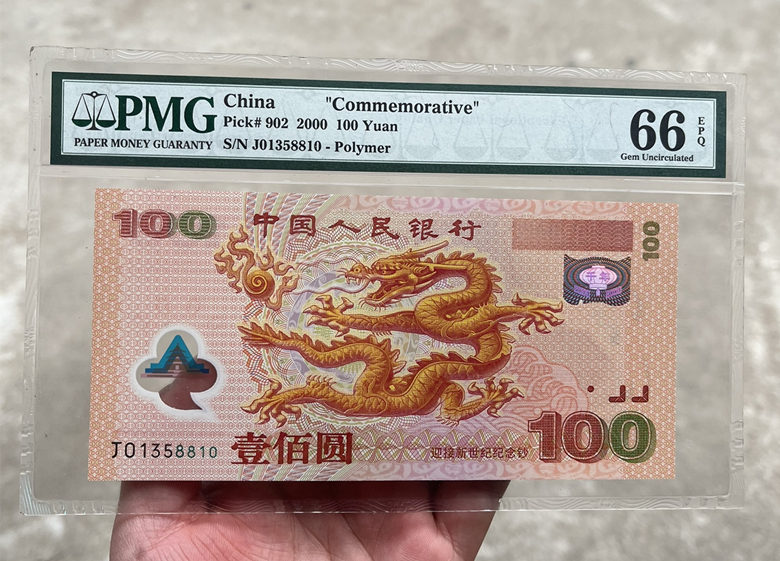 PMG
PAPER MONEY GUARANTY
China "Commemorative"
Pick# 902 2000 100 Yuan
S/N J01358810 - Polymer
66
EPQ
Gem Uncirculated
100
中国人民银行
100
千年
J01358810
壹佰圆
迎接新世纪纪念钞
100